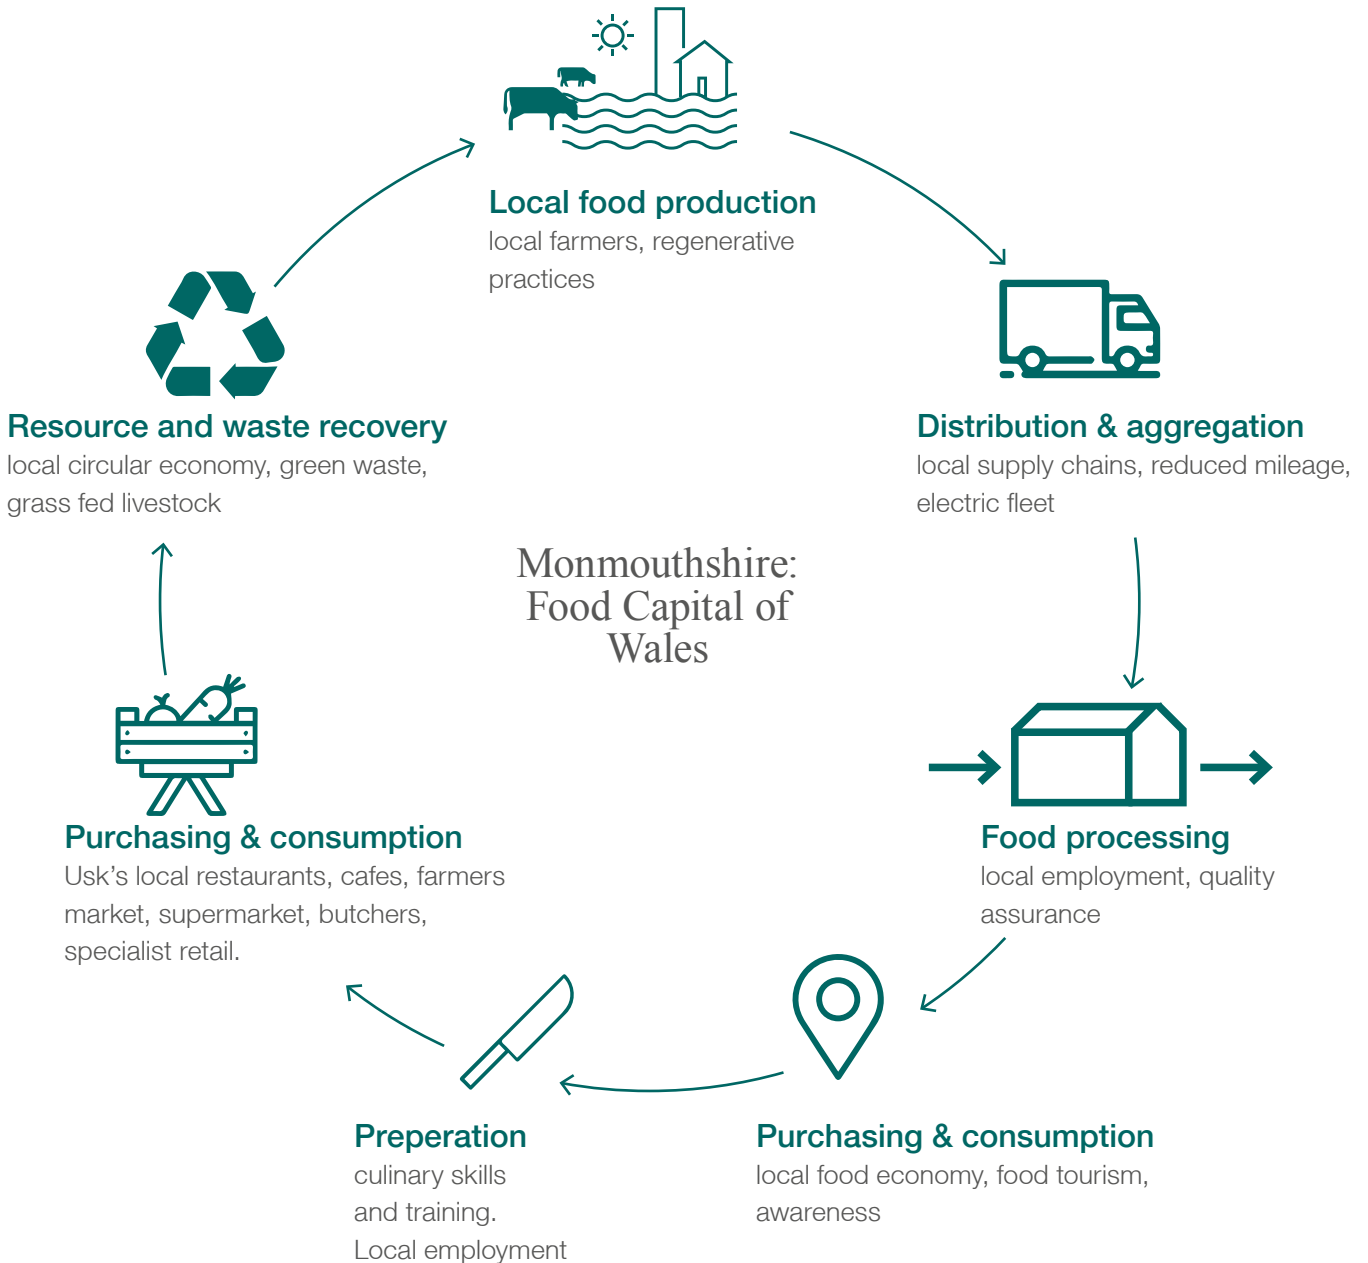 Local food production
local farmers, regenerative
practices
Distribution & aggregation
local supply chains, reduced mileage,
electric fleet
Food processing
local employment, quality
assurance
Purchasing & consumption
local food economy, food tourism,
awareness
Preperation
culinary skills
and training.
Local employment
Purchasing & consumption
Usk’s local restaurants, cafes, farmers
market, supermarket, butchers,
specialist retail.
Resource and waste recovery
local circular economy, green waste,
grass fed livestock
Monmouthshire:
Food Capital of
Wales